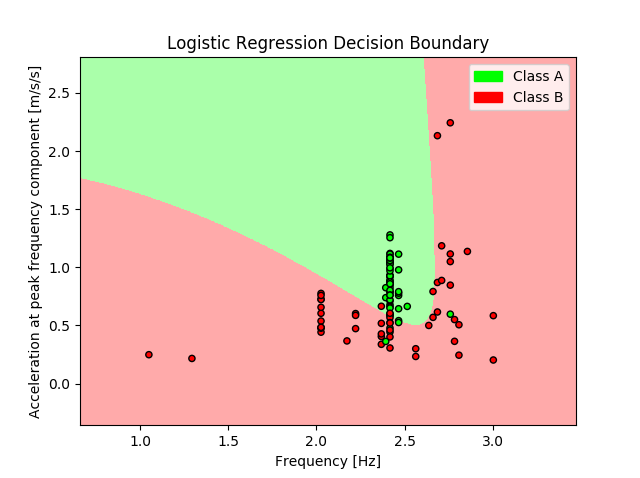 Logistic Regression Decision Boundary
Class A
Class B
Acceleration at peak frequency component [m/s/s]
2.5
2.0
1.5
1.0
0.5
0.0
1.0
1.5
2.0
2.5
3.0
Frequency [Hz]